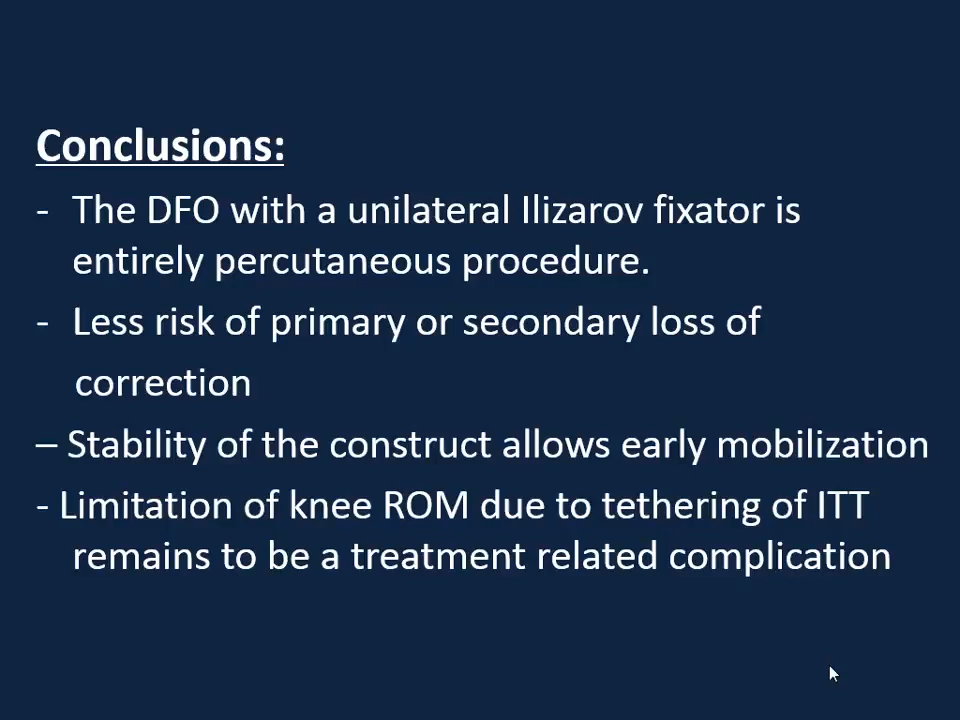 Conclusions:
- The DFO with a unilateral Ilizarov fixator is
entirely percutaneous procedure.
- Less risk of primary or secondary loss of
correction
– Stability of the construct allows early mobilization
- Limitation of knee ROM due to tethering of ITT
remains to be a treatment related complication